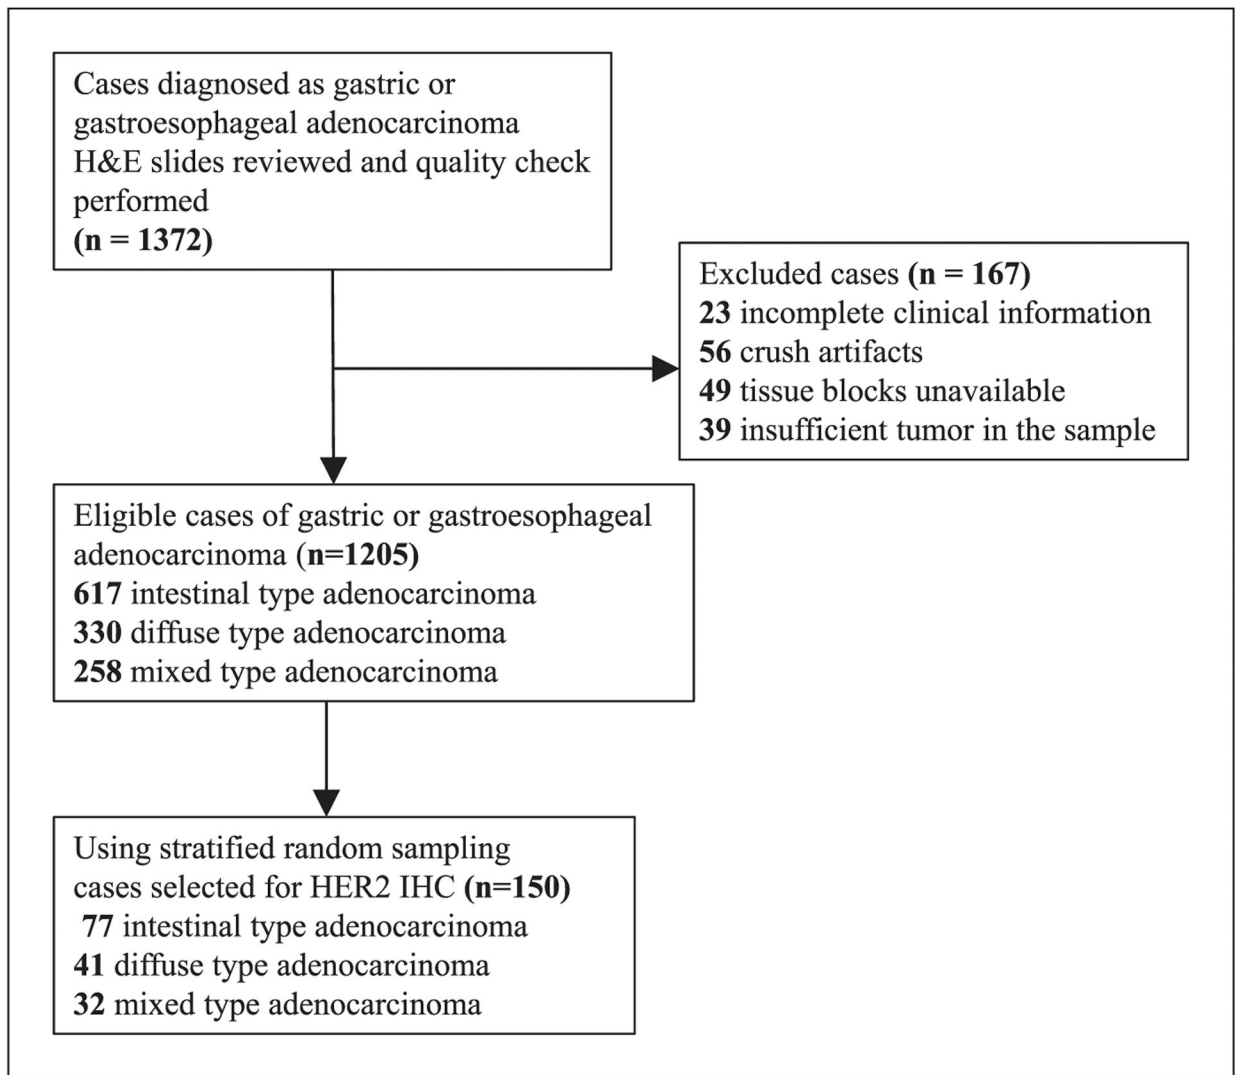 Cases diagnosed as gastric or
gastroesophageal adenocarcinoma
H&E slides reviewed and quality check
performed
(n = 1372)
Excluded cases (n = 167)
23 incomplete clinical information
56 crush artifacts
49 tissue blocks unavailable
39 insufficient tumor in the sample
Eligible cases of gastric or gastroesophageal
adenocarcinoma (n=1205)
617 intestinal type adenocarcinoma
330 diffuse type adenocarcinoma
258 mixed type adenocarcinoma
Using stratified random sampling
cases selected for HER2 IHC (n=150)
77 intestinal type adenocarcinoma
41 diffuse type adenocarcinoma
32 mixed type adenocarcinoma